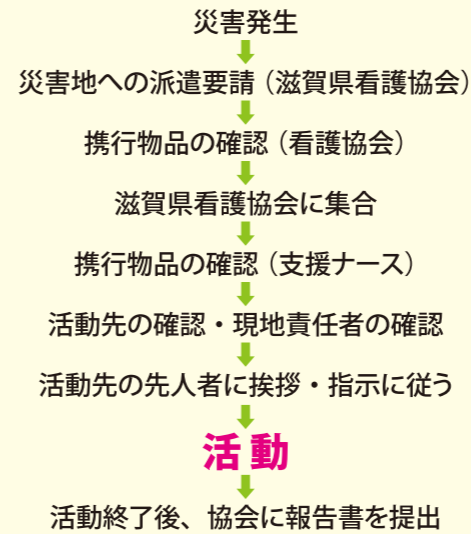 災害発生
災害地への派遣要請（滋賀県看護協会）
携行物品の確認（看護協会）
滋賀県看護協会に集合
携行物品の確認（支援ナース）
活動先の確認・現地責任者の確認
活動先の先人者に挨拶・指示に従う
活動
活動終了後、協会に報告書を提出